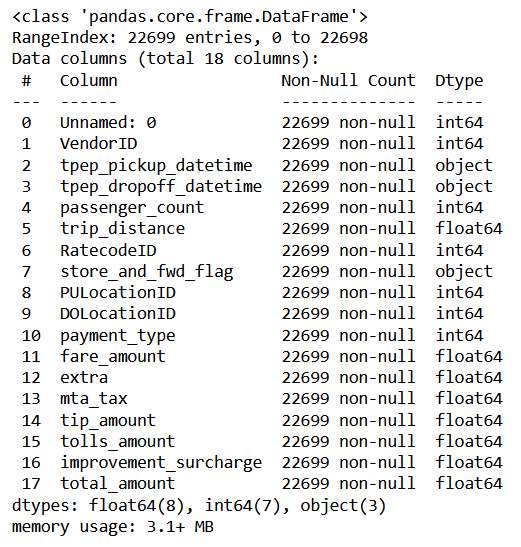 <class 'pandas.core.frame.DataFrame'>
RangeIndex: 22699 entries, 0 to 22698
Data columns (total 18 columns):
 #   Column                 Non-Null Count  Dtype
---  ------                 --------------  -----
 0   Unnamed: 0             22699 non-null  int64
 1   VendorID               22699 non-null  int64
 2   tpep_pickup_datetime   22699 non-null  object
 3   tpep_dropoff_datetime  22699 non-null  object
 4   passenger_count        22699 non-null  int64
 5   trip_distance          22699 non-null  float64
 6   RatecodeID             22699 non-null  int64
 7   store_and_fwd_flag     22699 non-null  object
 8   PULocationID           22699 non-null  int64
 9   DOLocationID           22699 non-null  int64
 10  payment_type           22699 non-null  int64
 11  fare_amount            22699 non-null  float64
 12  extra                  22699 non-null  float64
 13  mta_tax                22699 non-null  float64
 14  tip_amount             22699 non-null  float64
 15  tolls_amount           22699 non-null  float64
 16  improvement_surcharge  22699 non-null  float64
 17  total_amount           22699 non-null  float64
dtypes: float64(8), int64(7), object(3)
memory usage: 3.1+ MB